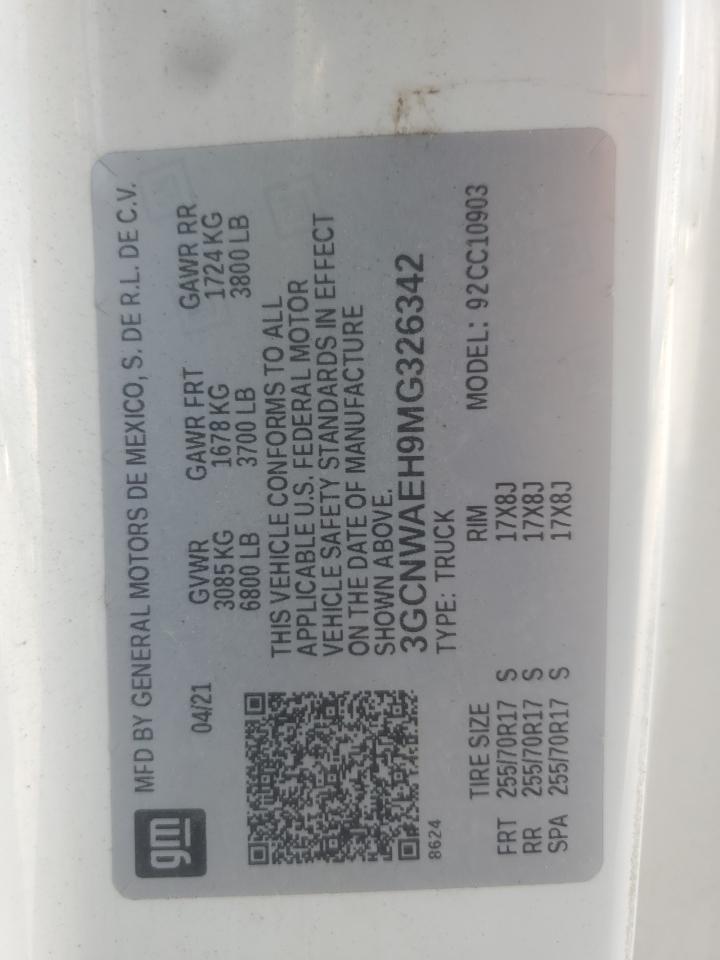 gm MFD BY GENERAL MOTORS DE MEXICO, S. DE R.L. DE C.V.
04/21 GVWR GAWR FRT GAWR RR
3085 KG 1678 KG 1724 KG
6800 LB 3700 LB 3800 LB
THIS VEHICLE CONFORMS TO ALL
APPLICABLE U.S. FEDERAL MOTOR
VEHICLE SAFETY STANDARDS IN EFFECT
ON THE DATE OF MANUFACTURE
SHOWN ABOVE.
3GCNWAEH9MG326342
8624 TYPE: TRUCK
TIRE SIZE RIM MODEL: 92CC10903
FRT 255/70R17 S 17X8J
RR 255/70R17 S 17X8J
SPA 255/70R17 S 17X8J